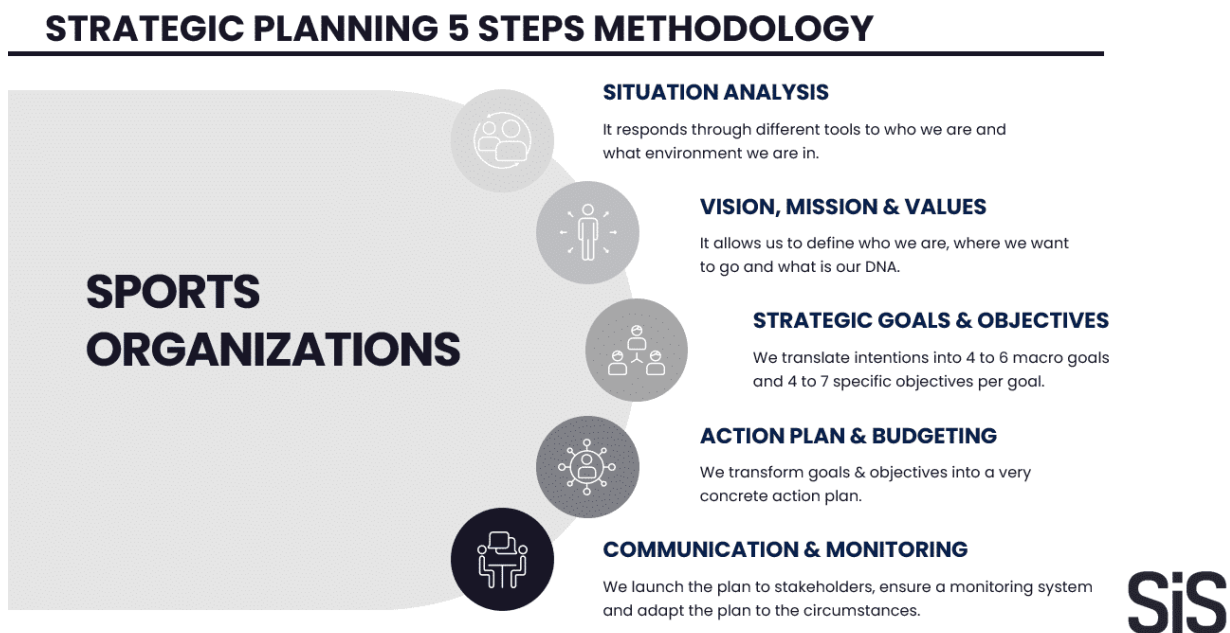 STRATEGIC PLANNING 5 STEPS METHODOLOGY
SPORTS
ORGANIZATIONS
SITUATION ANALYSIS
It responds through different tools to who we are and
what environment we are in.
VISION, MISSION & VALUES
It allows us to define who we are, where we want
to go and what is our DNA.
STRATEGIC GOALS & OBJECTIVES
We translate intentions into 4 to 6 macro goals
and 4 to 7 specific objectives per goal.
ACTION PLAN & BUDGETING
We transform goals & objectives into a very
concrete action plan.
COMMUNICATION & MONITORING
We launch the plan to stakeholders, ensure a monitoring system
and adapt the plan to the circumstances.
SiS